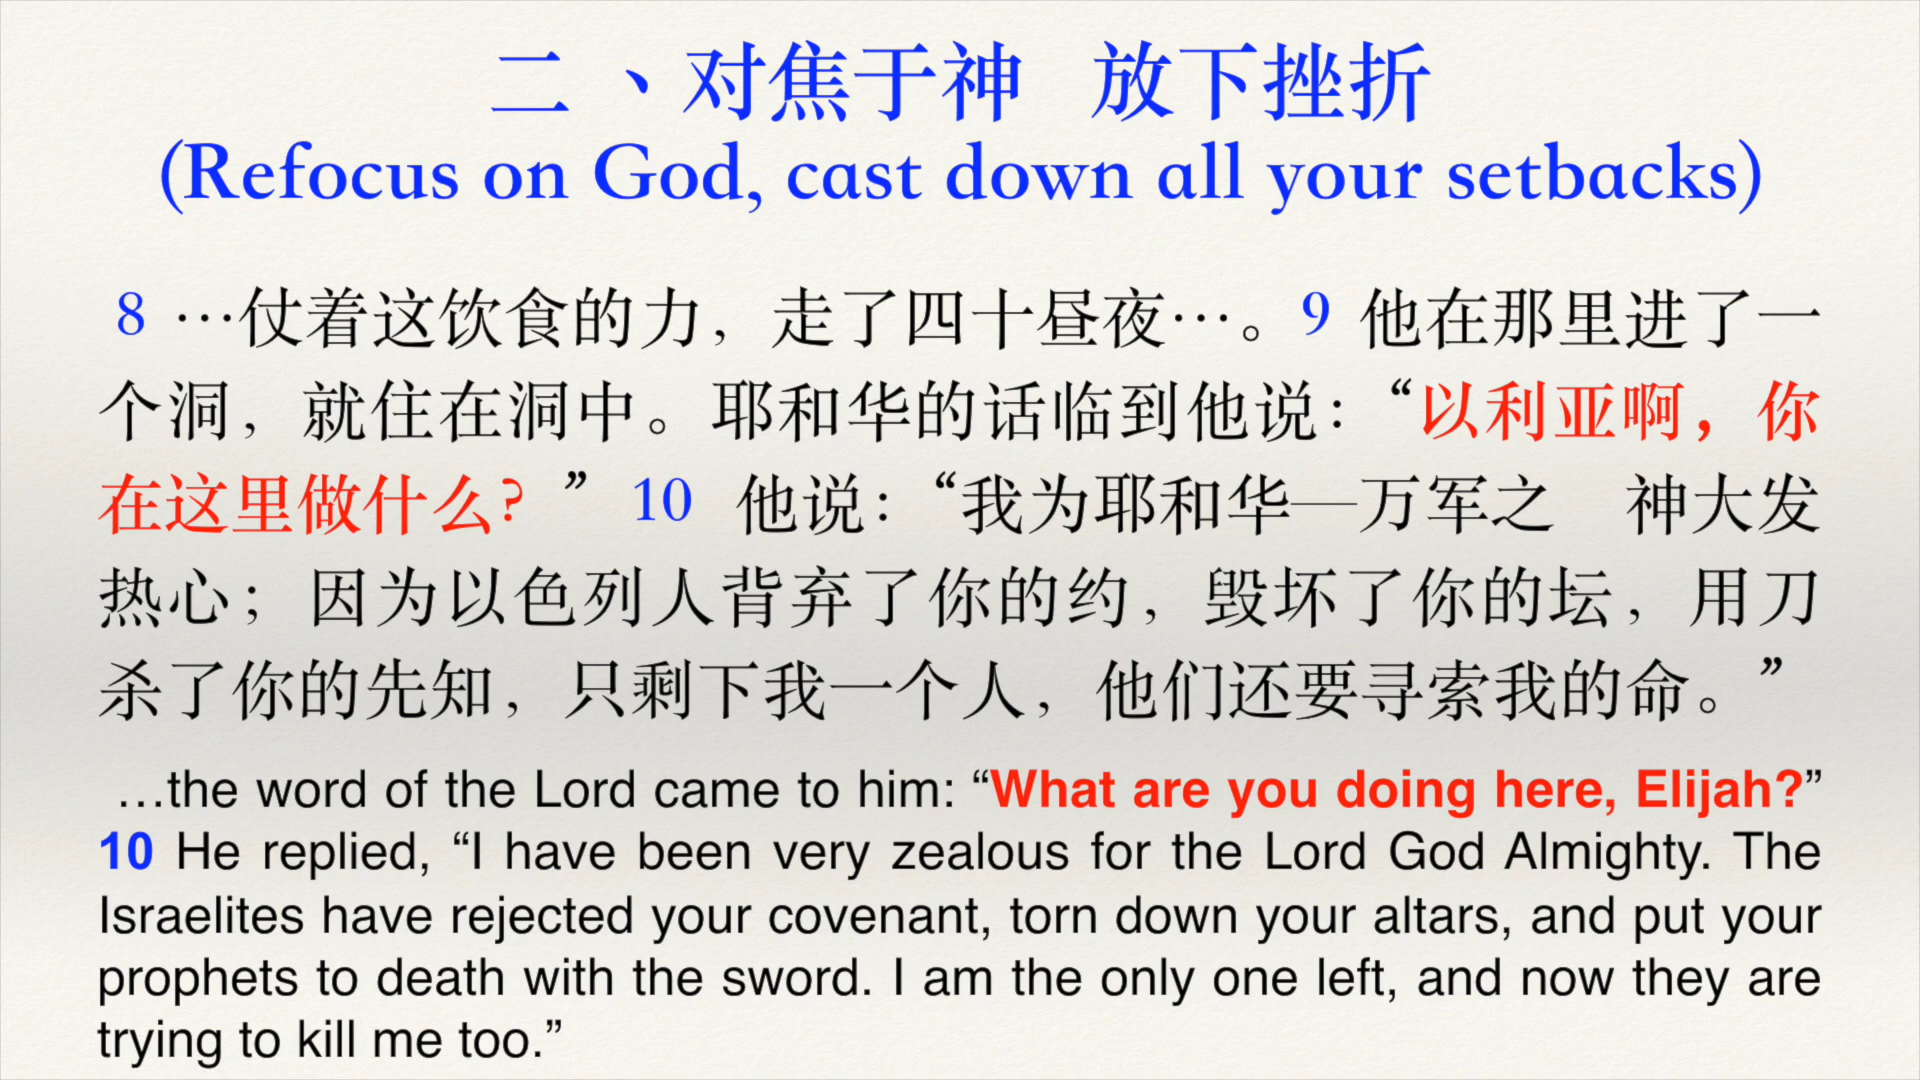 二、对焦于神 放下挫折
(Refocus on God, cast down all your setbacks)
8 …仗着这饮食的力，走了四十昼夜…。9 他在那里进了一
个洞，就住在洞中。耶和华的话临到他说：“以利亚啊，你
在这里做什么？”10 他说：“我为耶和华—万军之 神大发
热心；因为以色列人背弃了你的约，毁坏了你的坛，用刀
杀了你的先知，只剩下我一个人，他们还要寻索我的命。”
…the word of the Lord came to him: “What are you doing here, Elijah?”
10 He replied, “I have been very zealous for the Lord God Almighty. The
Israelites have rejected your covenant, torn down your altars, and put your
prophets to death with the sword. I am the only one left, and now they are
trying to kill me too.”